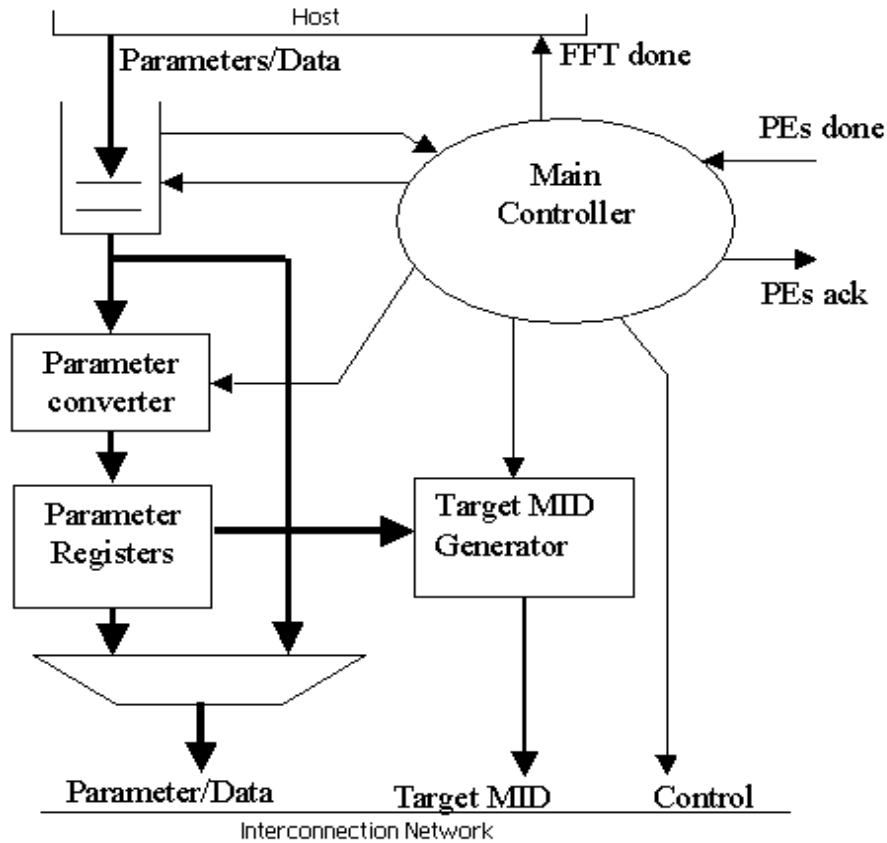 Host
Parameters/Data
FFT done
PEs done
Main
Controller
PEs ack
Parameter
converter
Parameter
Registers
Target MID
Generator
Parameter/Data
Target MID
Control
Interconnection Network